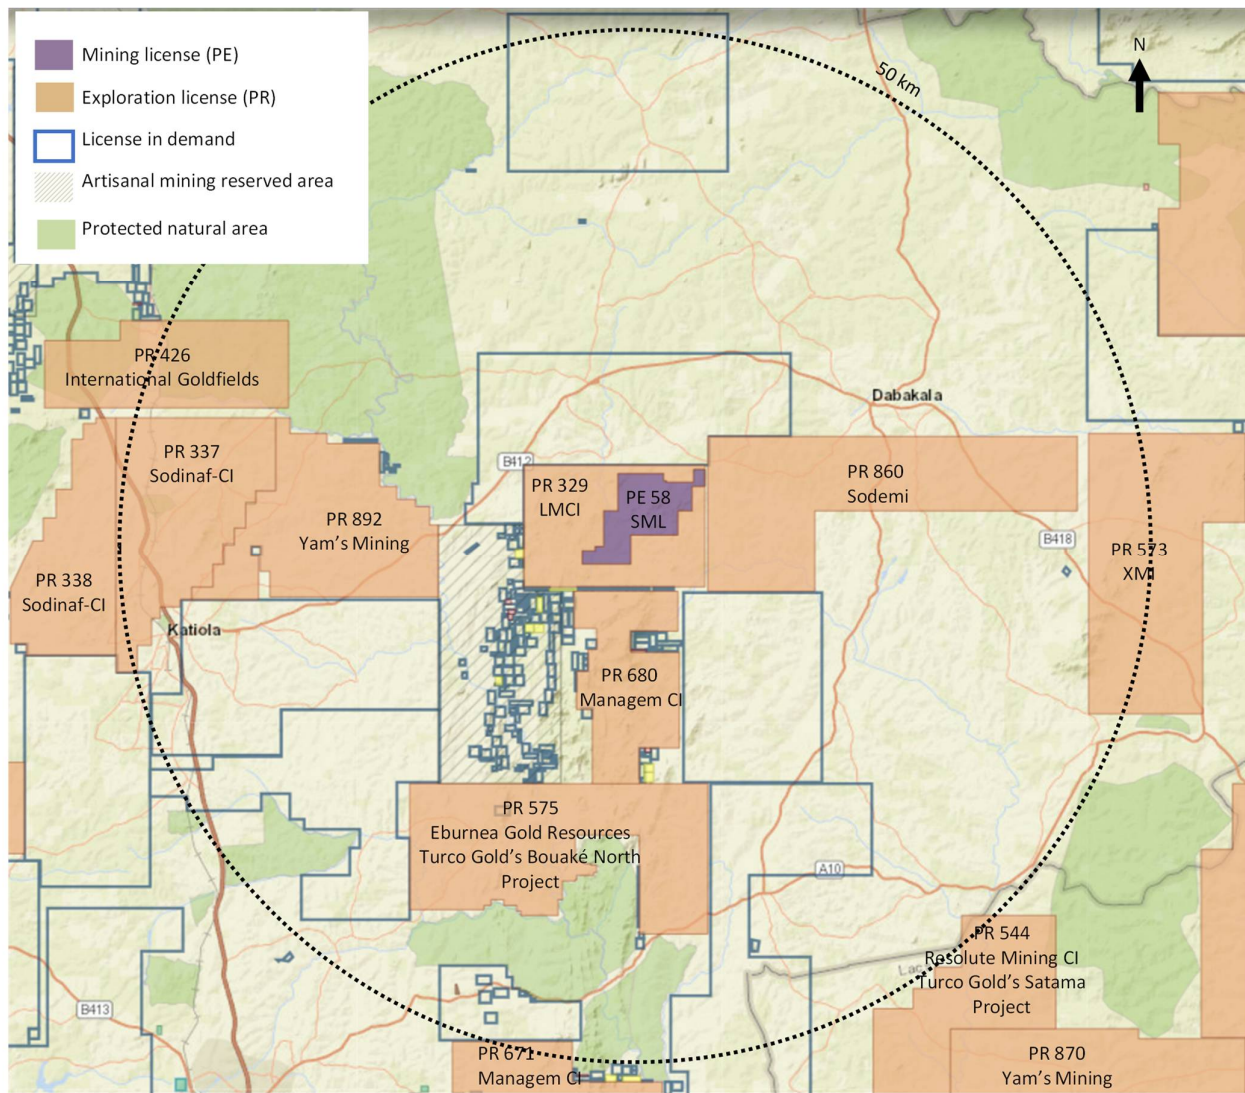 Mining license (PE)
Exploration license (PR)
License in demand
Artisanal mining reserved area
Protected natural area
50 km
N
PR 426
International Goldfields
Dabakala
PR 337
Sodinaf-CI
B412
PR 329
LMCI
PE 58
SML
PR 860
Sodemi
PR 892
Yam's Mining
B418
PR 573
XMI
PR 338
Sodinaf-CI
Katiola
PR 680
Managem CI
PR 575
Eburnea Gold Resources
Turco Gold's Bouaké North
Project
A10
PR 544
Resolute Mining CI
Turco Gold's Satama
Project
B413
PR 671
Managem CI
PR 870
Yam's Mining